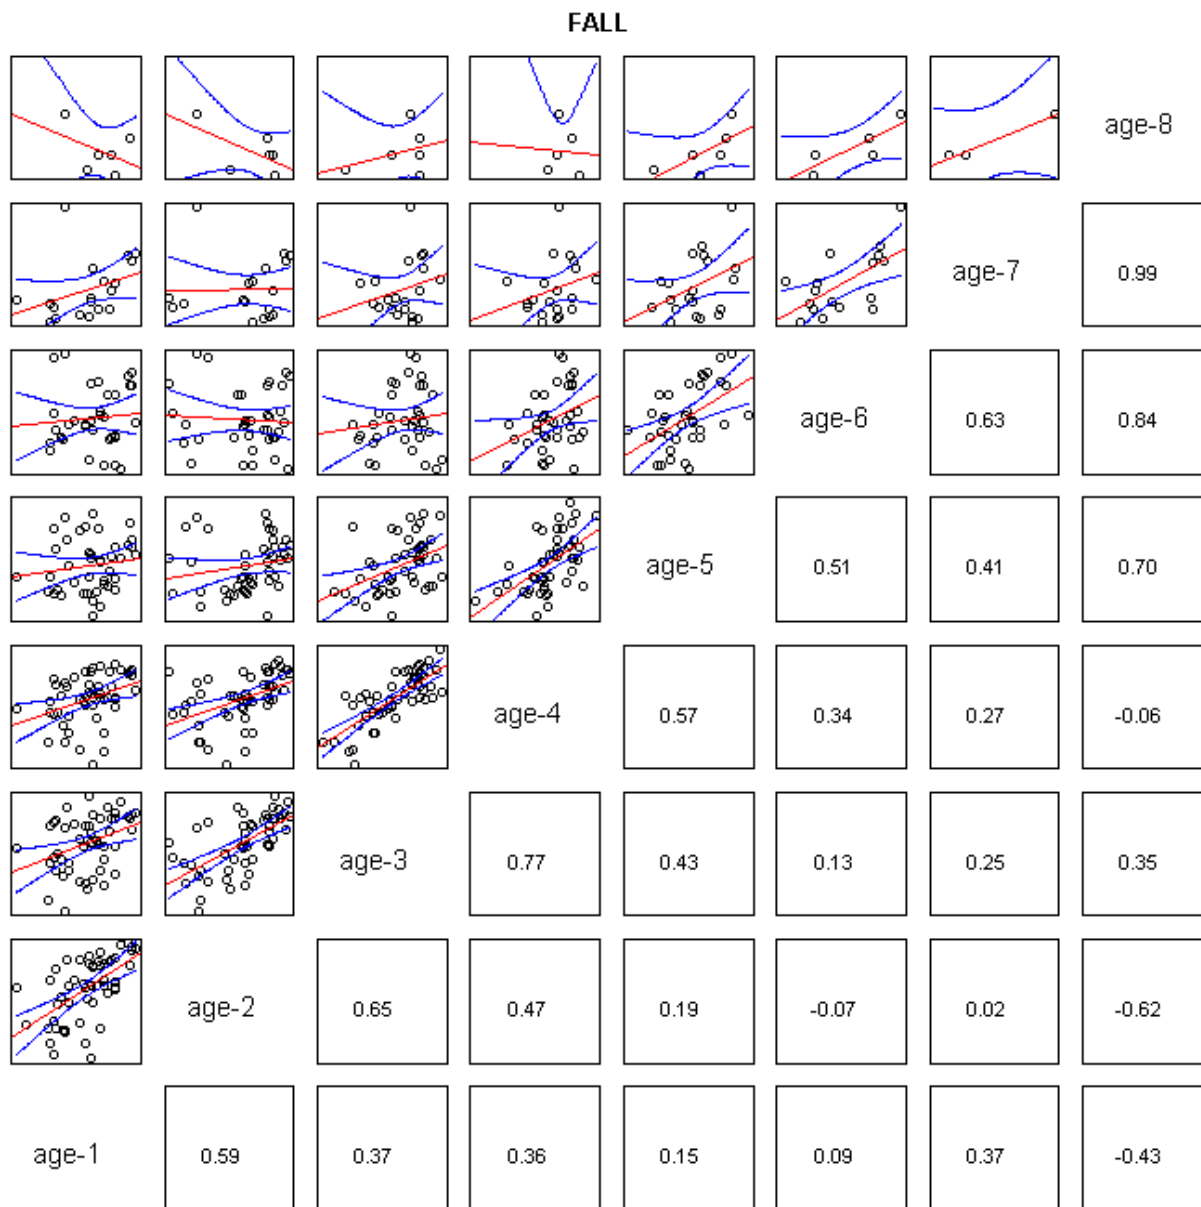 FALL
age-8
age-7 0.99
age-6 0.63 0.84
age-5 0.51 0.41 0.70
age-4 0.57 0.34 0.27 -0.06
age-3 0.77 0.43 0.13 0.25 0.35
age-2 0.65 0.47 0.19 -0.07 0.02 -0.62
age-1 0.59 0.37 0.36 0.15 0.09 0.37 -0.43